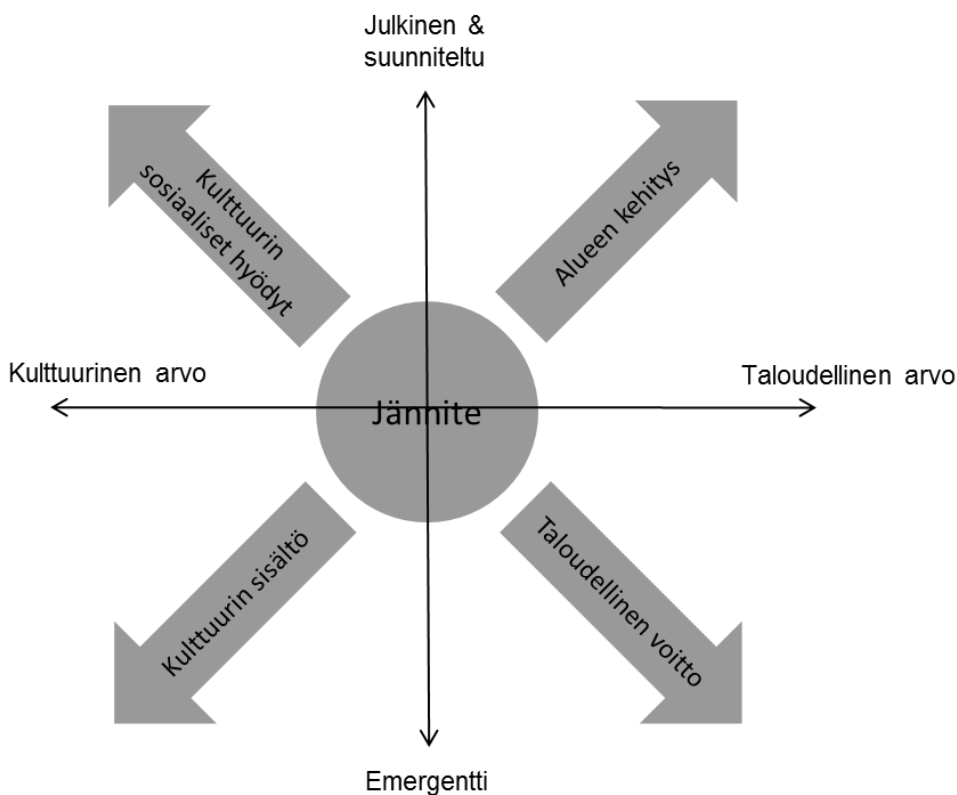 Julkinen &
suunniteltu
Kulttuurin
sosiaaliset hyödyt
Alueen kehitys
Kulttuurinen arvo
Taloudellinen arvo
Jännite
Kulttuurin sisältö
Taloudellinen voitto
Emergentti